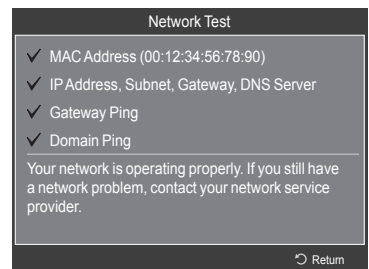 Network Test
MAC Address (00:12:34:56:78:90)
IP Address, Subnet, Gateway, DNS Server
Gateway Ping
Domain Ping
Your network is operating properly. If you still have
a network problem, contact your network service
provider.
Return